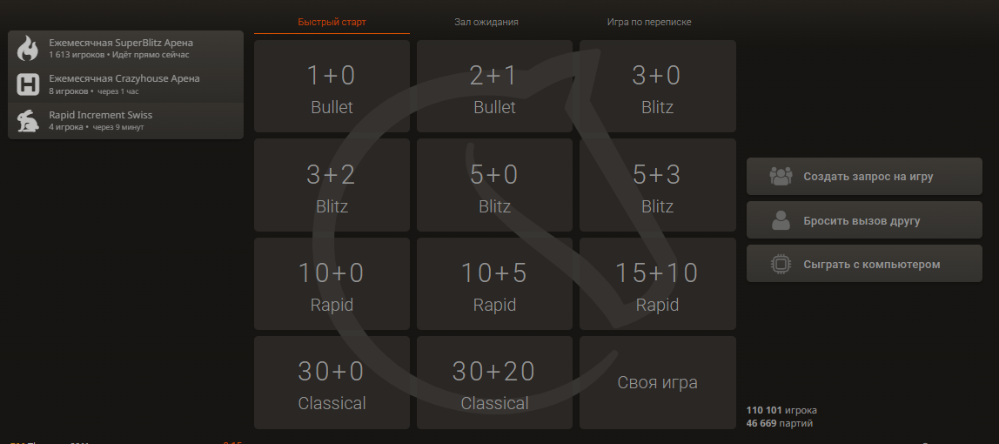 Быстрый старт
Зал ожидания
Игра по переписке
Ежемесячная SuperBlitz Арена
1 613 игроков • Идёт прямо сейчас
Ежемесячная Crazyhouse Арена
8 игроков • через 1 час
Rapid Increment Swiss
4 игрока • через 9 минут
1+0
Bullet
2+1
Bullet
3+0
Blitz
3+2
Blitz
5+0
Blitz
5+3
Blitz
10+0
Rapid
10+5
Rapid
15+10
Rapid
30+0
Classical
30+20
Classical
Своя игра
Создать запрос на игру
Бросить вызов другу
Сыграть с компьютером
110 101 игрока
46 669 партий